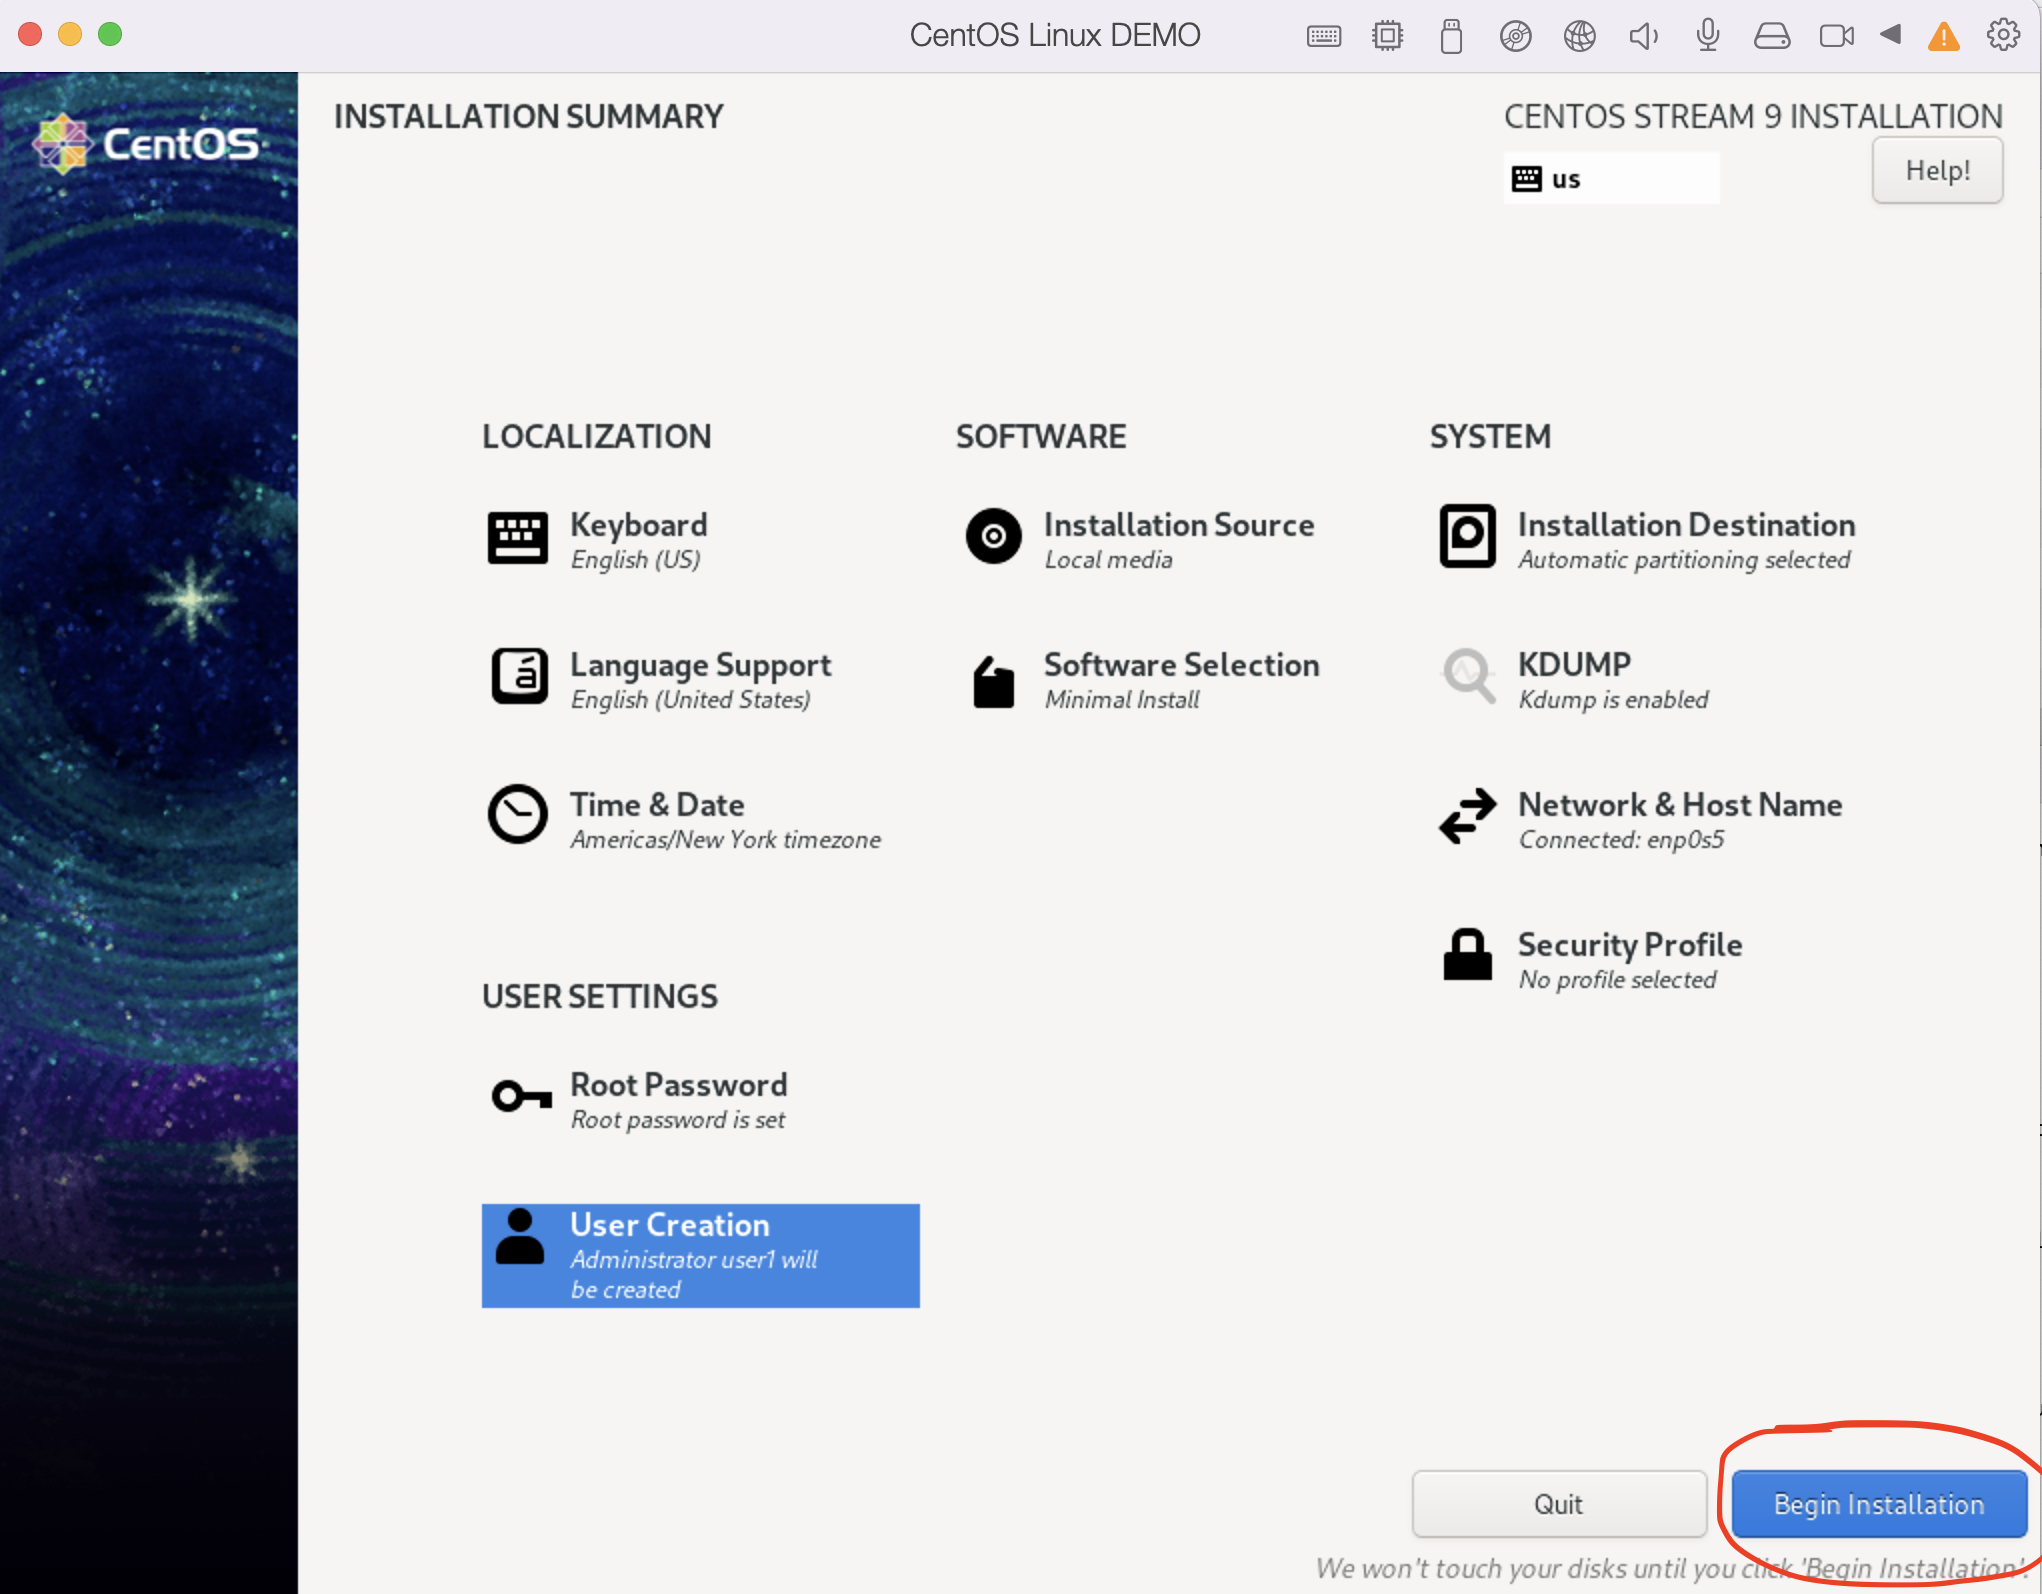 CentOS Linux DEMO
CentOS
INSTALLATION SUMMARY
CENTOS STREAM 9 INSTALLATION
us
Help!
LOCALIZATION
Keyboard
English (US)
Language Support
English (United States)
Time & Date
Americas/New York timezone
SOFTWARE
Installation Source
Local media
Software Selection
Minimal Install
SYSTEM
Installation Destination
Automatic partitioning selected
KDUMP
Kdump is enabled
Network & Host Name
Connected: enp0s5
Security Profile
No profile selected
USER SETTINGS
Root Password
Root password is set
User Creation
Administrator user1 will
be created
Quit
Begin Installation
We won't touch your disks until you click 'Begin Installation'.